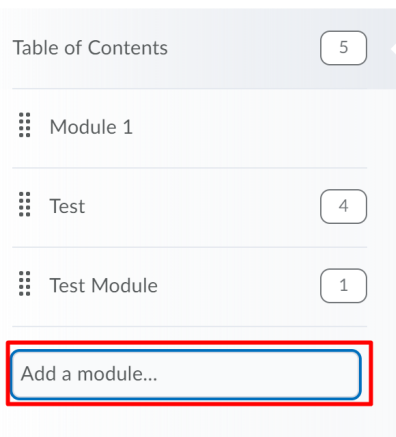 Table of Contents 5
Module 1
Test 4
Test Module 1
Add a module...